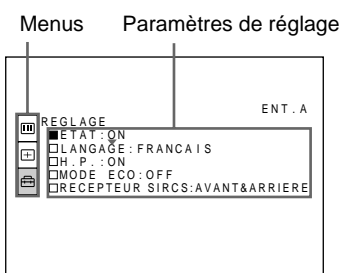 Menus Paramètres de réglage
ENT.A
REGLAGE
ETAT:ON
LANGAGE:FRANCAIS
H.P.:ON
MODE ECO:OFF
RECEPTEUR SIRCS:AVANT&ARRIERE